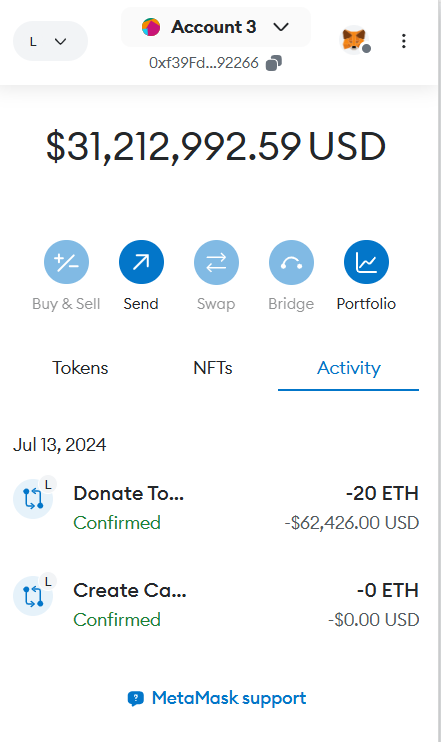 L
Account 3
0xf39Fd...92266
$31,212,992.59 USD
Buy & Sell Send Swap Bridge Portfolio
Tokens NFTs Activity
Jul 13, 2024
L
Donate To... -20 ETH
Confirmed -$62,426.00 USD
L
Create Ca... -0 ETH
Confirmed -$0.00 USD
MetaMask support